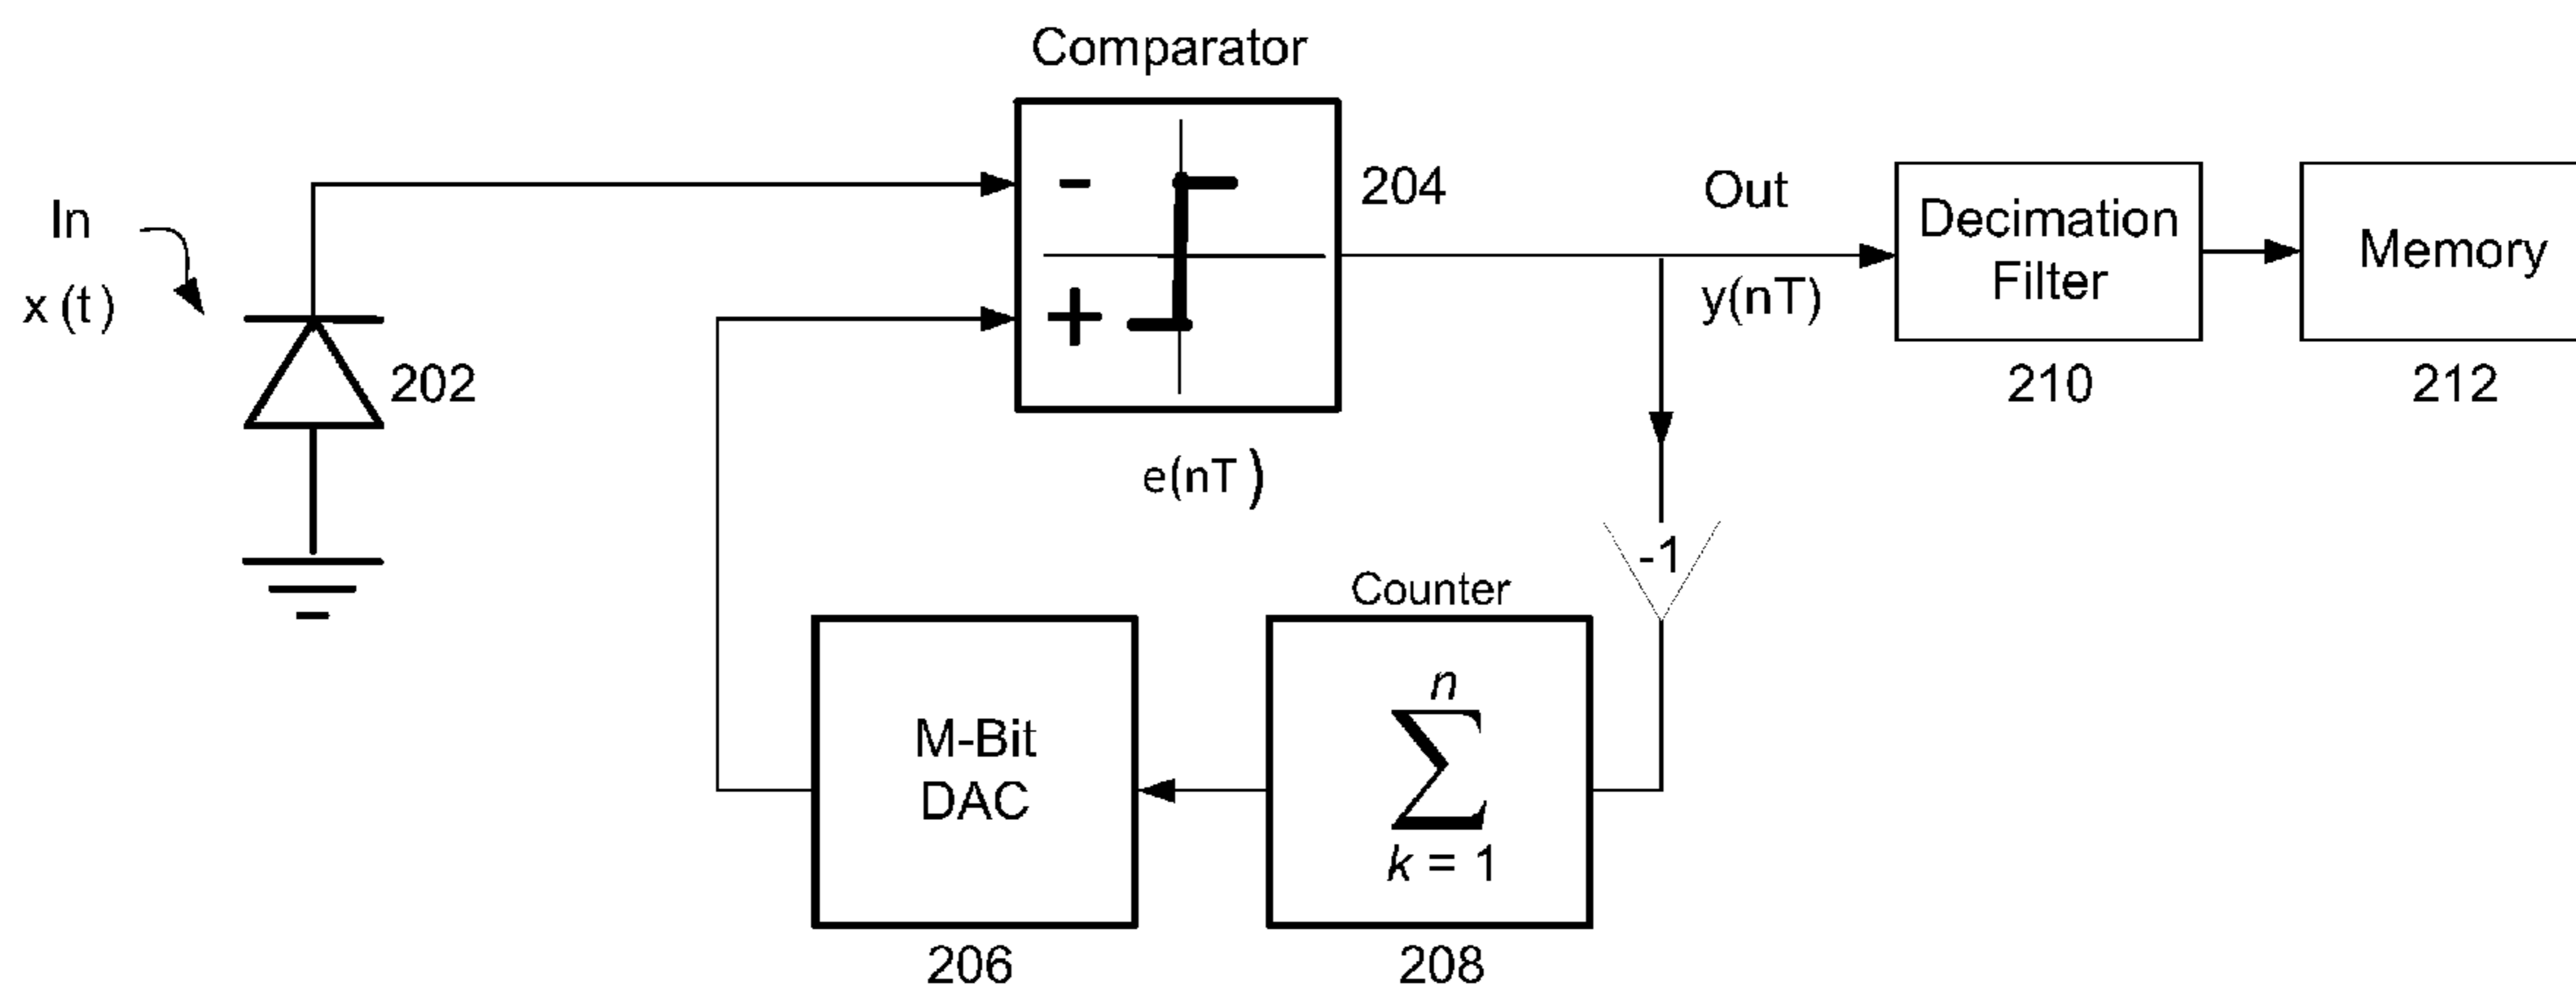 Comparator
In
x (t)
-
+
204
e(nT)
Out
y(nT)
Decimation
Filter
210
Memory
212
202
-1
Counter
n
∑
k = 1
208
M-Bit
DAC
206